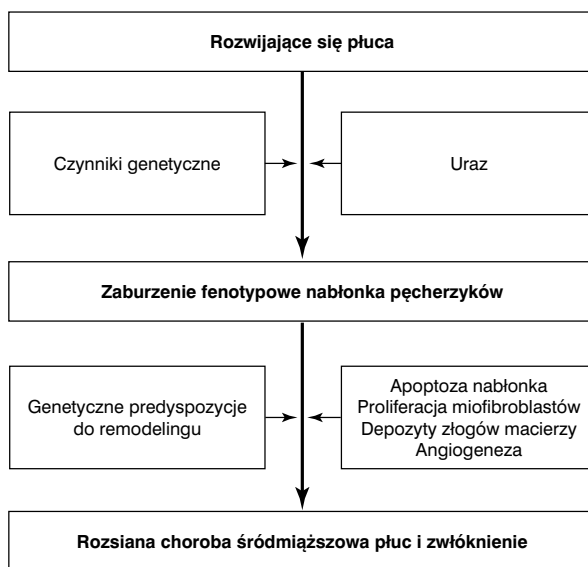 Rozwijające się płuca
Czynniki genetyczne
Uraz
Zaburzenie fenotypowe nabłonka pęcherzyków
Genetyczne predyspozycje
do remodelingu
Apoptoza nabłonka
Proliferacja miofibroblastów
Depozyty złogów macierzy
Angiogeneza
Rozsiana choroba śródmiąższowa płuc i zwłóknienie